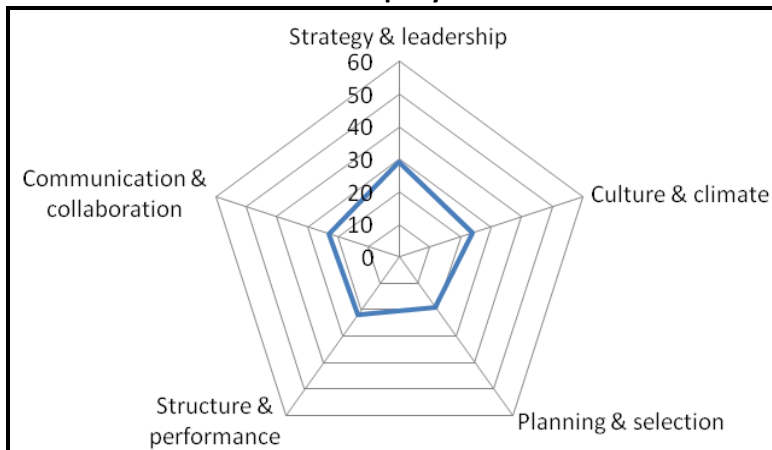 Strategy & leadership
60
50
40
30
20
10
0
Culture & climate
Planning & selection
Structure &
performance
Communication &
collaboration